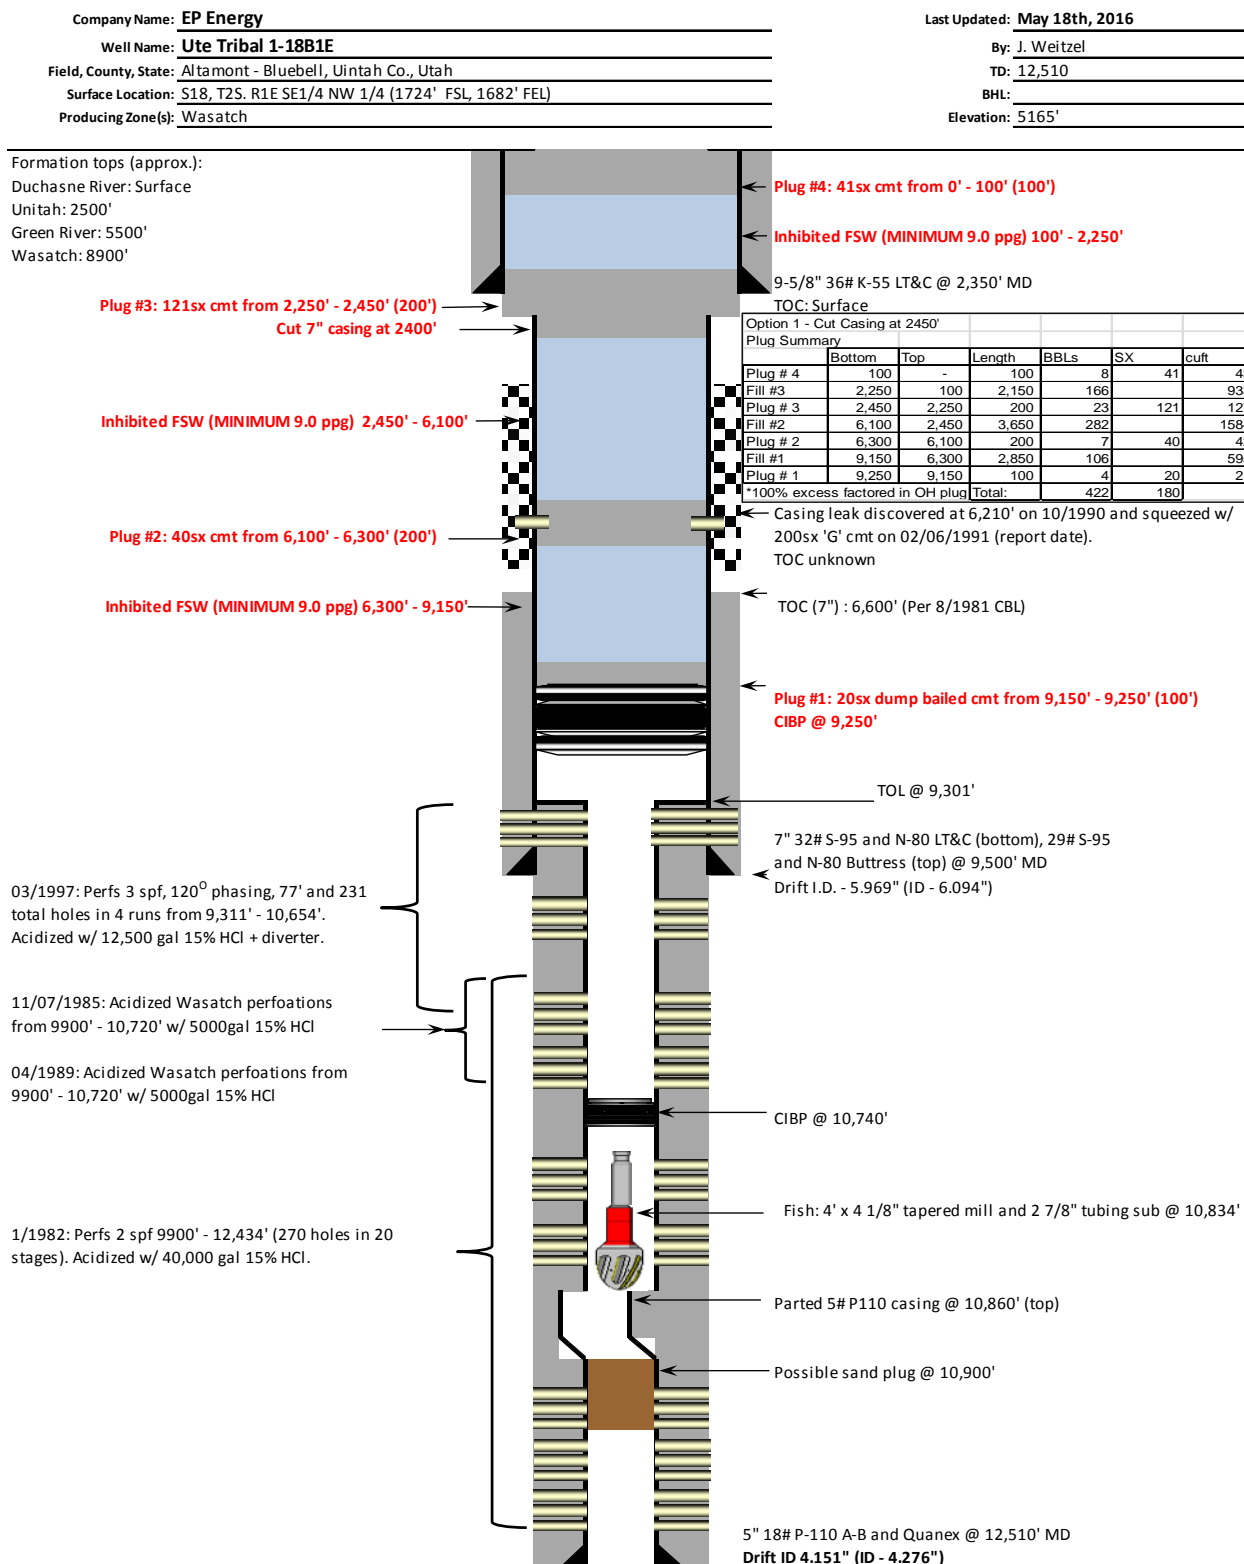 Company Name: EP Energy
Last Updated: May 18th, 2016
Well Name: Ute Tribal 1-18B1E
By: J. Weitzel
Field, County, State: Altamont - Bluebell, Uintah Co., Utah
TD: 12,510
Surface Location: S18, T2S. R1E SE1/4 NW 1/4 (1724' FSL, 1682' FEL)
BHL:
Producing Zone(s): Wasatch
Elevation: 5165'
Formation tops (approx.):
Duchasne River: Surface
Unitah: 2500'
Green River: 5500'
Wasatch: 8900'
Plug #4: 41sx cmt from 0' - 100' (100')
Inhibited FSW (MINIMUM 9.0 ppg) 100' - 2,250'
9-5/8" 36# K-55 LT&C @ 2,350' MD
TOC: Surface
Plug #3: 121sx cmt from 2,250' - 2,450' (200')
Cut 7" casing at 2400'
Option 1 - Cut Casing at 2450'
Plug Summary
Bottom Top Length BBLs SX cuft
Plug # 4 100 - 100 8 41
Fill #3 2,250 100 2,150 166
Plug # 3 2,450 2,250 200 23 121
Fill #2 6,100 2,450 3,650 282
Plug # 2 6,300 6,100 200 7 40
Fill #1 9,150 6,300 2,850 106
Plug # 1 9,250 9,150 100 4 20
*100% excess factored in OH plug Total: 422 180
Inhibited FSW (MINIMUM 9.0 ppg) 2,450' - 6,100'
Casing leak discovered at 6,210' on 10/1990 and squeezed w/
200sx 'G' cmt on 02/06/1991 (report date).
TOC unknown
Plug #2: 40sx cmt from 6,100' - 6,300' (200')
Inhibited FSW (MINIMUM 9.0 ppg) 6,300' - 9,150'
TOC (7") : 6,600' (Per 8/1981 CBL)
Plug #1: 20sx dump bailed cmt from 9,150' - 9,250' (100')
CIBP @ 9,250'
TOL @ 9,301'
7" 32# S-95 and N-80 LT&C (bottom), 29# S-95
and N-80 Buttress (top) @ 9,500' MD
Drift I.D. - 5.969" (ID - 6.094")
03/1997: Perfs 3 spf, 120O phasing, 77' and 231
total holes in 4 runs from 9,311' - 10,654'.
Acidized w/ 12,500 gal 15% HCl + diverter.
11/07/1985: Acidized Wasatch perfoations
from 9900' - 10,720' w/ 5000gal 15% HCl
04/1989: Acidized Wasatch perfoations from
9900' - 10,720' w/ 5000gal 15% HCl
CIBP @ 10,740'
Fish: 4' x 4 1/8" tapered mill and 2 7/8" tubing sub @ 10,834'
1/1982: Perfs 2 spf 9900' - 12,434' (270 holes in 20
stages). Acidized w/ 40,000 gal 15% HCl.
Parted 5# P110 casing @ 10,860' (top)
Possible sand plug @ 10,900'
5" 18# P-110 A-B and Quanex @ 12,510' MD
Drift ID 4.151" (ID - 4.276")